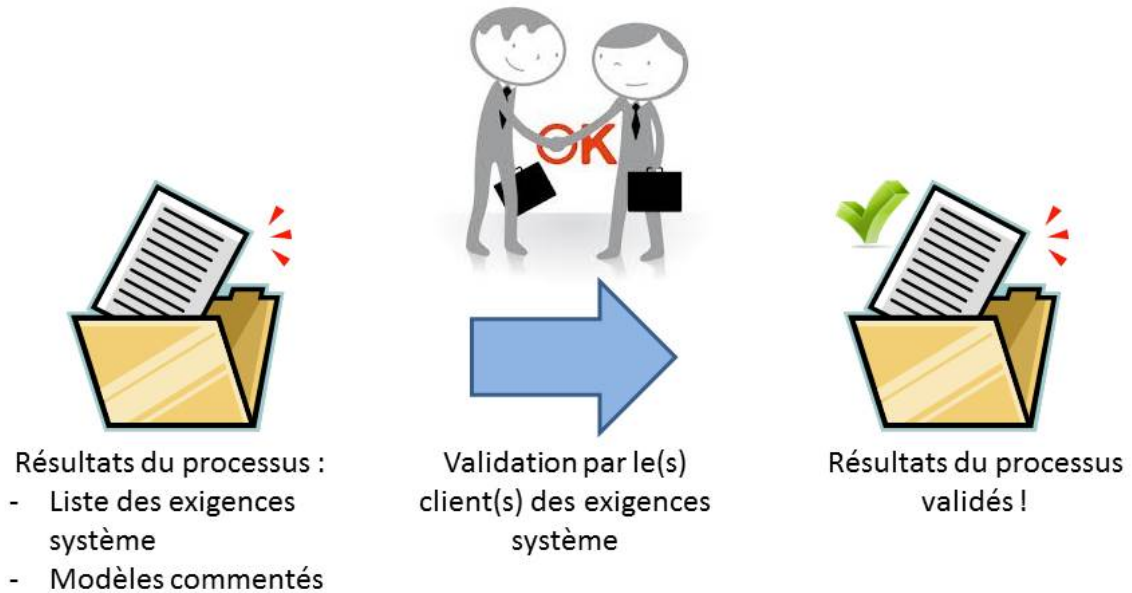 OK
Résultats du processus :
- Liste des exigences
système
- Modèles commentés
Validation par le(s)
client(s) des exigences
système
Résultats du processus
validés !